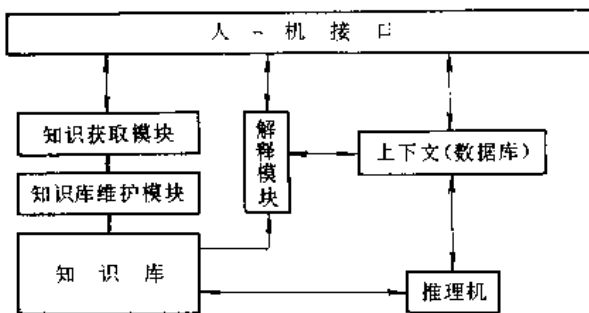 人－机接口
知识获取模块
知识库维护模块
解释模块
上下文（数据库）
知识库
推理机